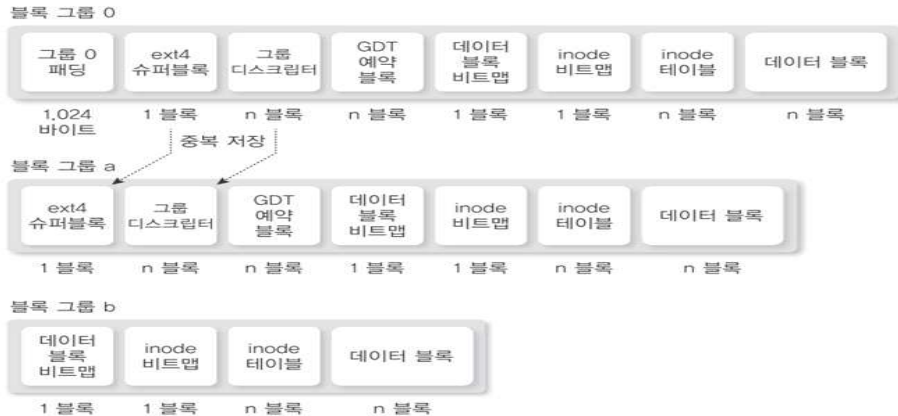 블록 그룹 0
그룹 0
패딩
ext4
슈퍼블록
그룹
디스크립터
GDT
예약
블록
데이터
블록
비트맵
inode
비트맵
inode
테이블
데이터 블록
1,024
바이트
1 블록
n 블록
n 블록
1 블록
1 블록
n 블록
n 블록
중복 저장
블록 그룹 a
ext4
슈퍼블록
그룹
디스크립터
GDT
예약
블록
데이터
블록
비트맵
inode
비트맵
inode
테이블
데이터 블록
1 블록
n 블록
n 블록
1 블록
1 블록
n 블록
n 블록
블록 그룹 b
데이터
블록
비트맵
inode
비트맵
inode
테이블
데이터 블록
1 블록
1 블록
n 블록
n 블록